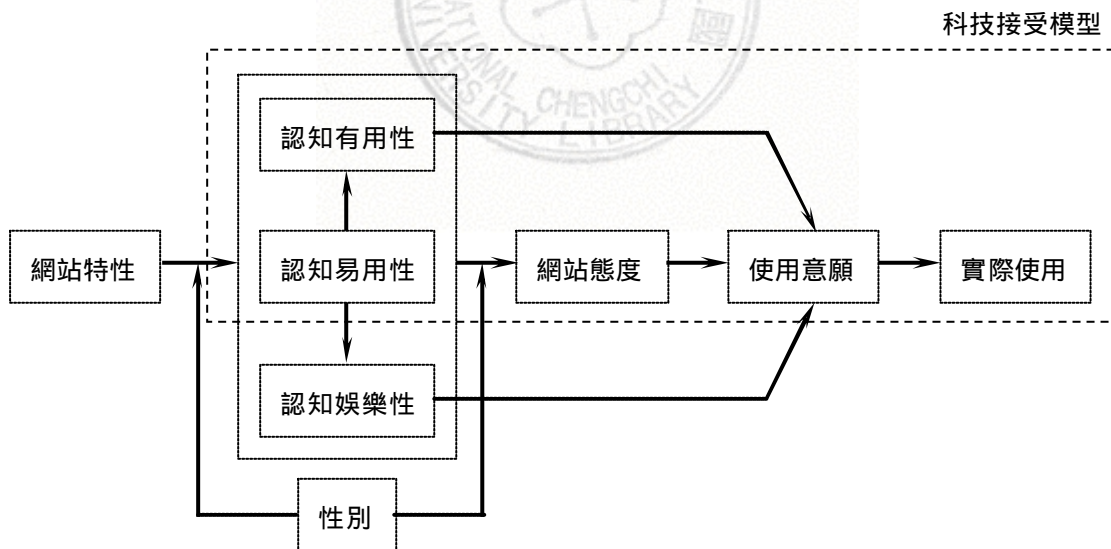 科技接受模型
認知有用性
網站特性
認知易用性
網站態度
使用意願
實際使用
認知娛樂性
性別
CHENGCHI
LIBRARY